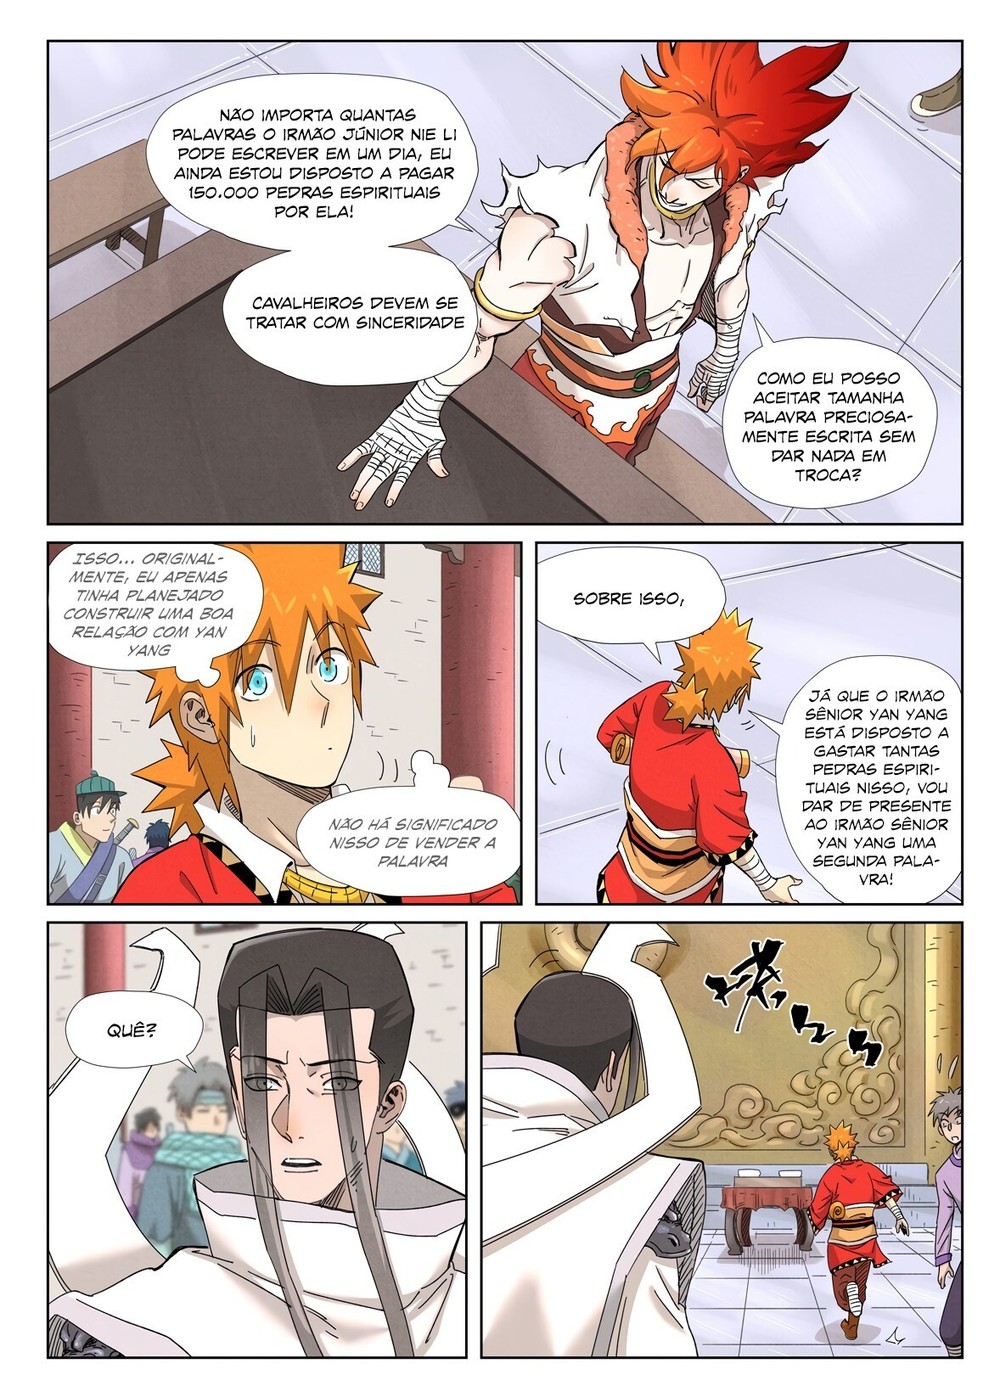 NÃO IMPORTA QUANTAS
PALAVRAS O IRMÃO JÚNIOR NIE LI
PODE ESCREVER EM UM DIA, EU
AINDA ESTOU DISPOSTO A PAGAR
150.000 PEDRAS ESPIRITUAIS
POR ELA!
CAVALHEIROS DEVEM SE
TRATAR COM SINCERIDADE
COMO EU POSSO
ACEITAR TAMANHA
PALAVRA PRECIOSA-
MENTE ESCRITA SEM
DAR NADA EM
TROCA?
ISSO... ORIGINAL-
MENTE, EU APENAS
TINHA PLANEJADO
CONSTRUIR UMA BOA
RELAÇÃO COM YAN
YANG
NÃO HÁ SIGNIFICADO
NISSO DE VENDER A
PALAVRA
SOBRE ISSO,
JÁ QUE O IRMÃO
SÊNIOR YAN YANG
ESTÁ DISPOSTO A
GASTAR TANTAS
PEDRAS ESPIRI-
TUAIS NISSO, VOU
DAR DE PRESENTE
AO IRMÃO SÊNIOR
YAN YANG UMA
SEGUNDA PALA-
VRA!
QUÊ?